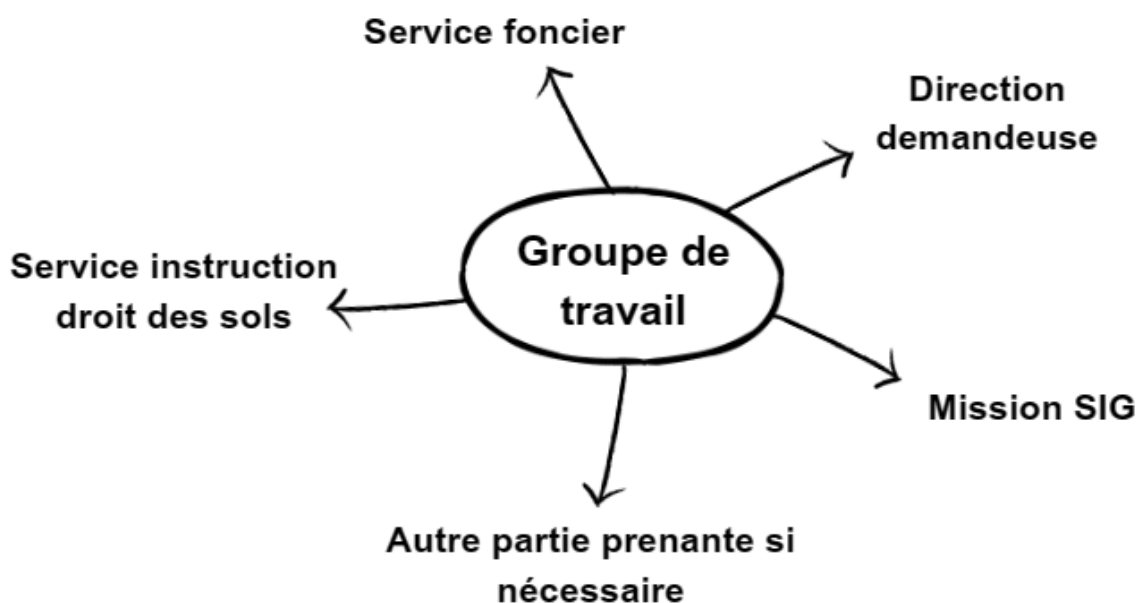 Service foncier
Direction
demandeuse
Groupe de
travail
Service instruction
droit des sols
Mission SIG
Autre partie prenante si
nécessaire